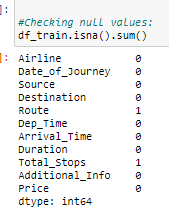 ]:
#Checking null values:
df_train.isna().sum()
]:
Airline 0
Date_of_Journey 0
Source 0
Destination 0
Route 1
Dep_Time 0
Arrival_Time 0
Duration 0
Total_Stops 1
Additional_Info 0
Price 0
dtype: int64